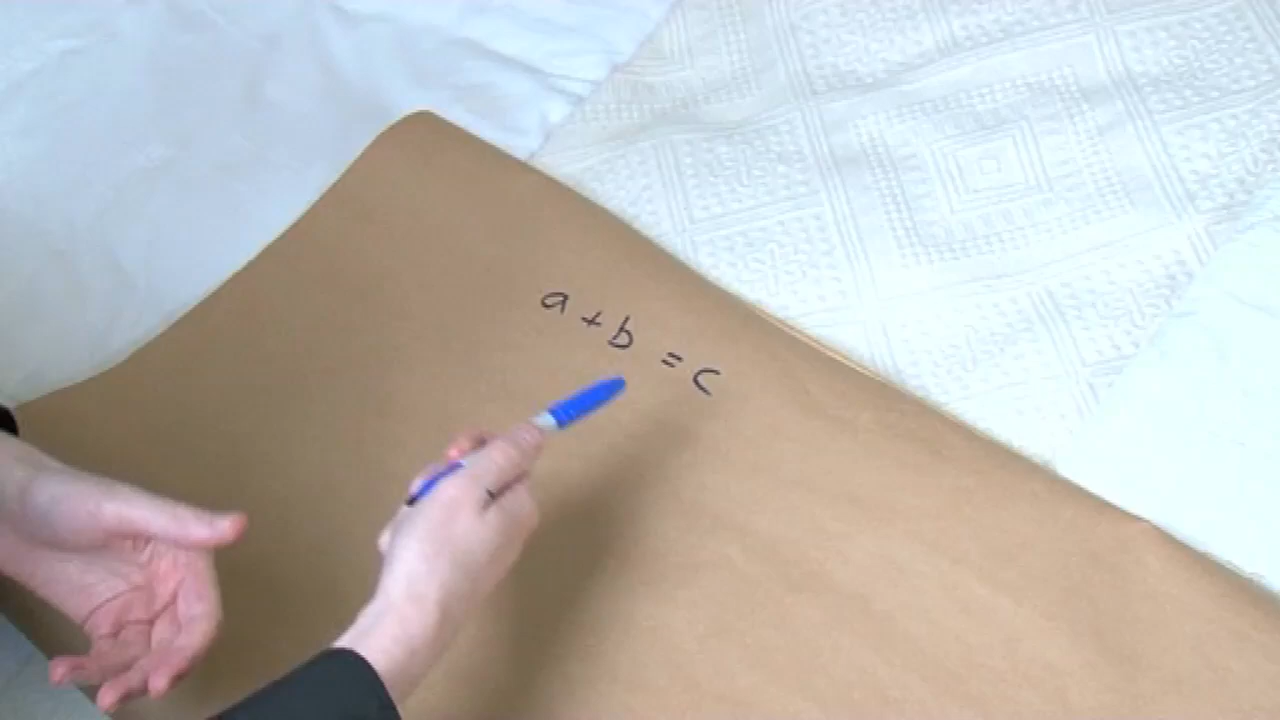 a + b = c